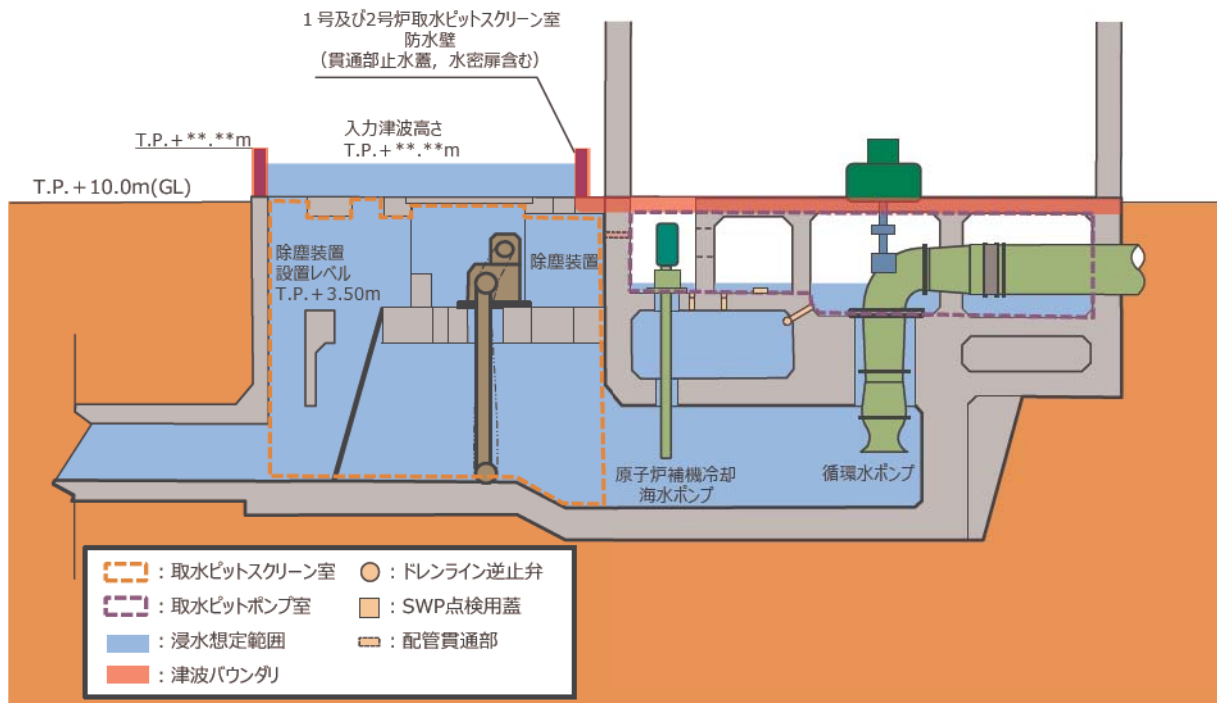 １号及び2号炉取水ピットスクリーン室
防水壁
（貫通部止水蓋，水密扉含む）
T.P.＋**.**m
入力津波高さ
T.P.＋**.**m
T.P.＋10.0m(GL)
除塵装置
設置レベル
T.P.＋3.50m
除塵装置
原子炉補機冷却
海水ポンプ
循環水ポンプ
：取水ピットスクリーン室
：ドレンライン逆止弁
：取水ピットポンプ室
：SWP点検用蓋
：浸水想定範囲
：配管貫通部
：津波バウンダリ